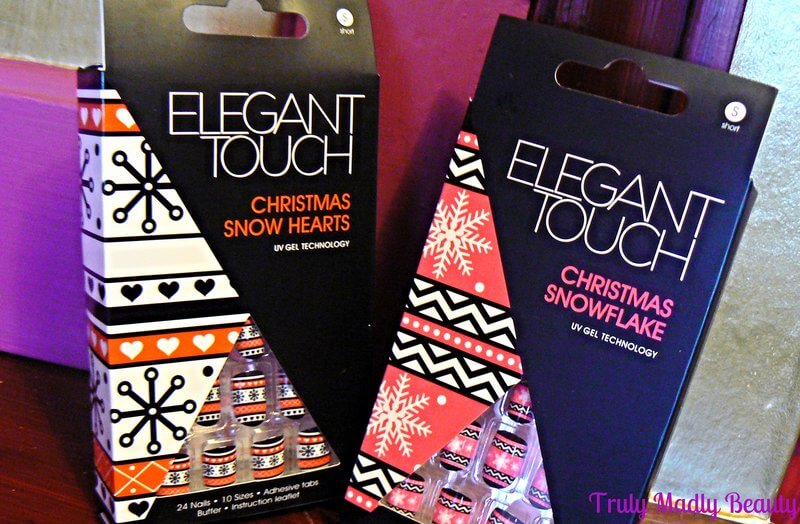 S
short
ELEGANT
TOUCH
CHRISTMAS
SNOW HEARTS
UV GEL TECHNOLOGY
24 Nails • 10 Sizes • Adhesive tabs
Buffer • Instruction leaflet
S
short
ELEGANT
TOUCH
CHRISTMAS
SNOWFLAKE
UV GEL TECHNOLOGY
Truly Madly Beauty